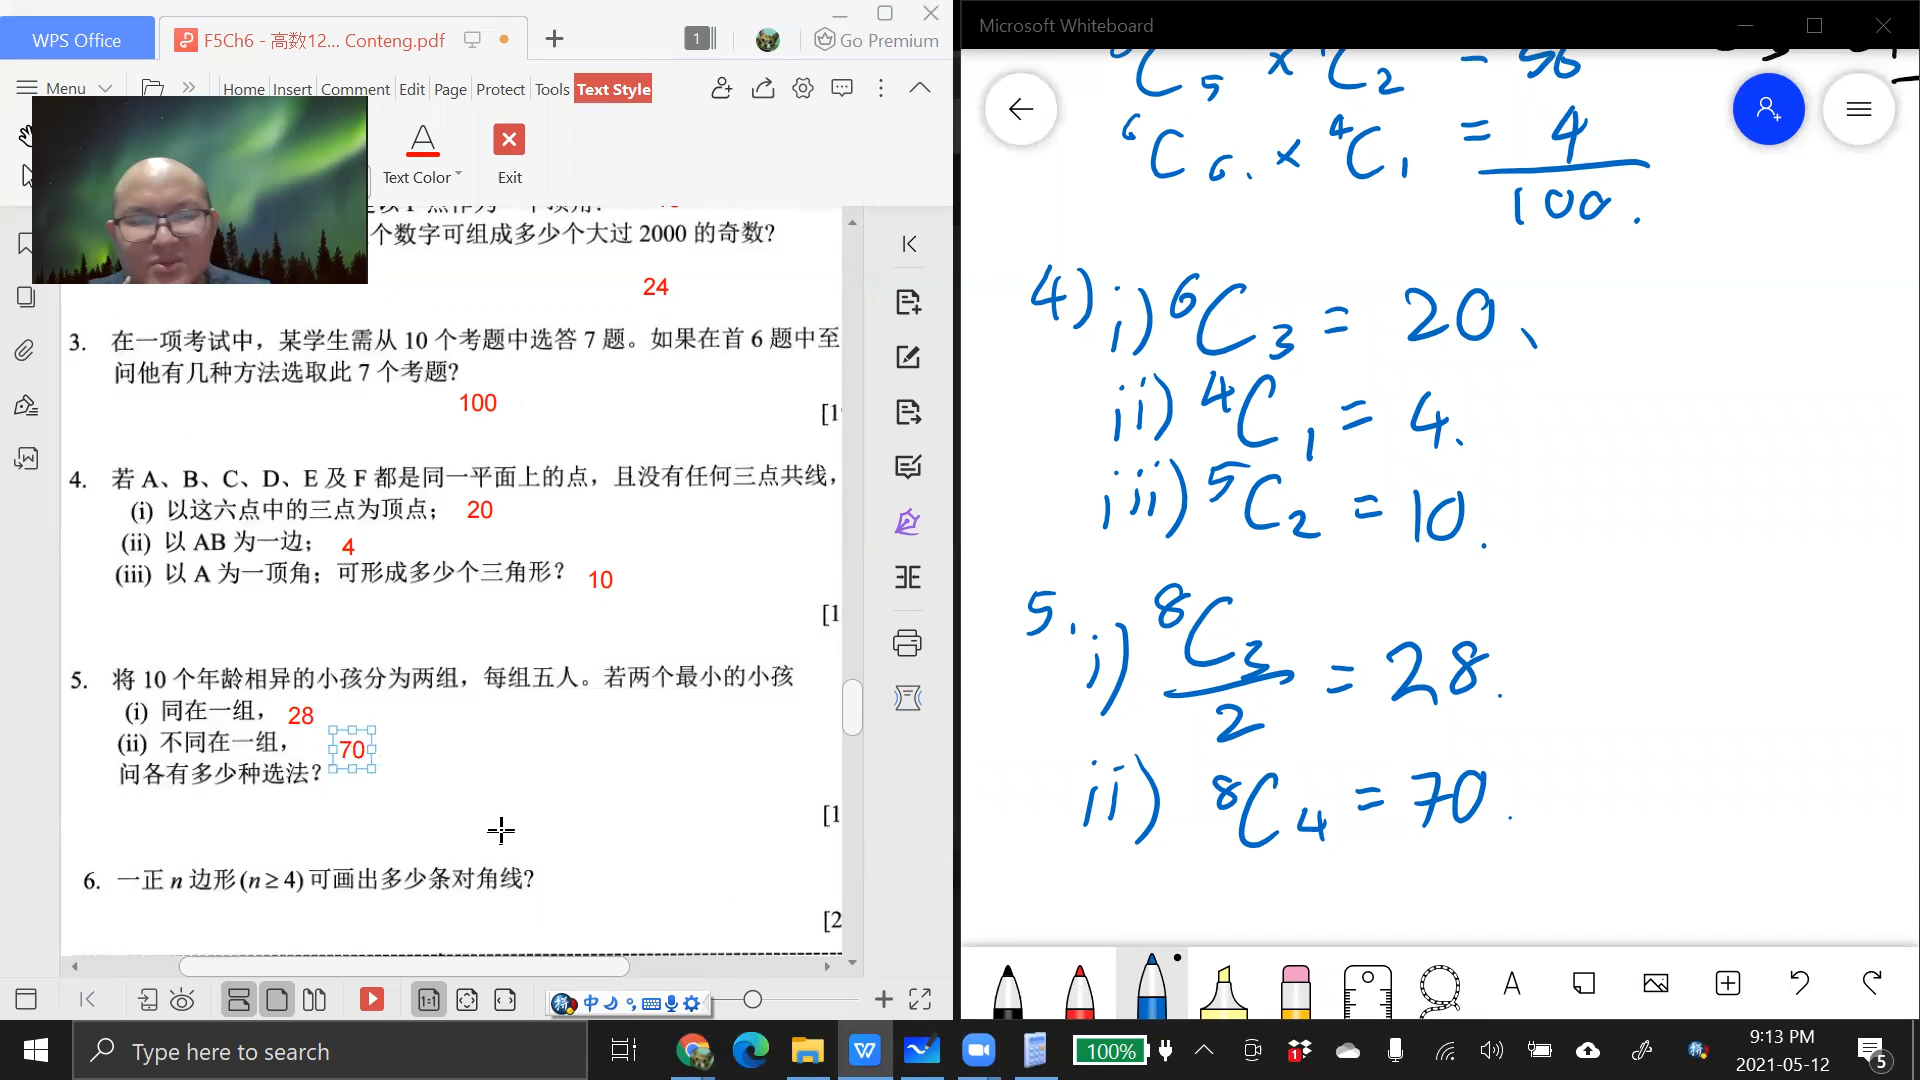 WPS Office
F5Ch6 - 高数12... Conteng.pdf
1
Go Premium
Menu
Home Insert Comment Edit Page Protect Tools Text Style
Text Color
Exit
个数字可组成多少个大过 2000 的奇数?
24
3. 在一项考试中，某学生需从 10 个考题中选答 7 题。如果在首 6 题中至
问他有几种方法选取此 7 个考题?
100
[1
4. 若 A、B、C、D、E 及 F 都是同一平面上的点，且没有任何三点共线，
(i) 以这六点中的三点为顶点； 20
(ii) 以 AB 为一边； 4
(iii) 以 A 为一顶角；可形成多少个三角形? 10
[1
5. 将 10 个年龄相异的小孩分为两组，每组五人。若两个最小的小孩
(i) 同在一组， 28
(ii) 不同在一组， 70
问各有多少种选法?
[1
6. 一正 n 边形 (n ≥ 4) 可画出多少条对角线?
[2
1:1
中
Microsoft Whiteboard
C5 × C2 = 36
⁶C6. × ⁴C1 = 4
100.
4) i) ⁶C3 = 20、
ii) ⁴C1 = 4.
iii) ⁵C2 = 10.
5. i) ⁸C3 / 2 = 28.
ii) ⁸C4 = 70.
Type here to search
100%
9:13 PM
2021-05-12
5